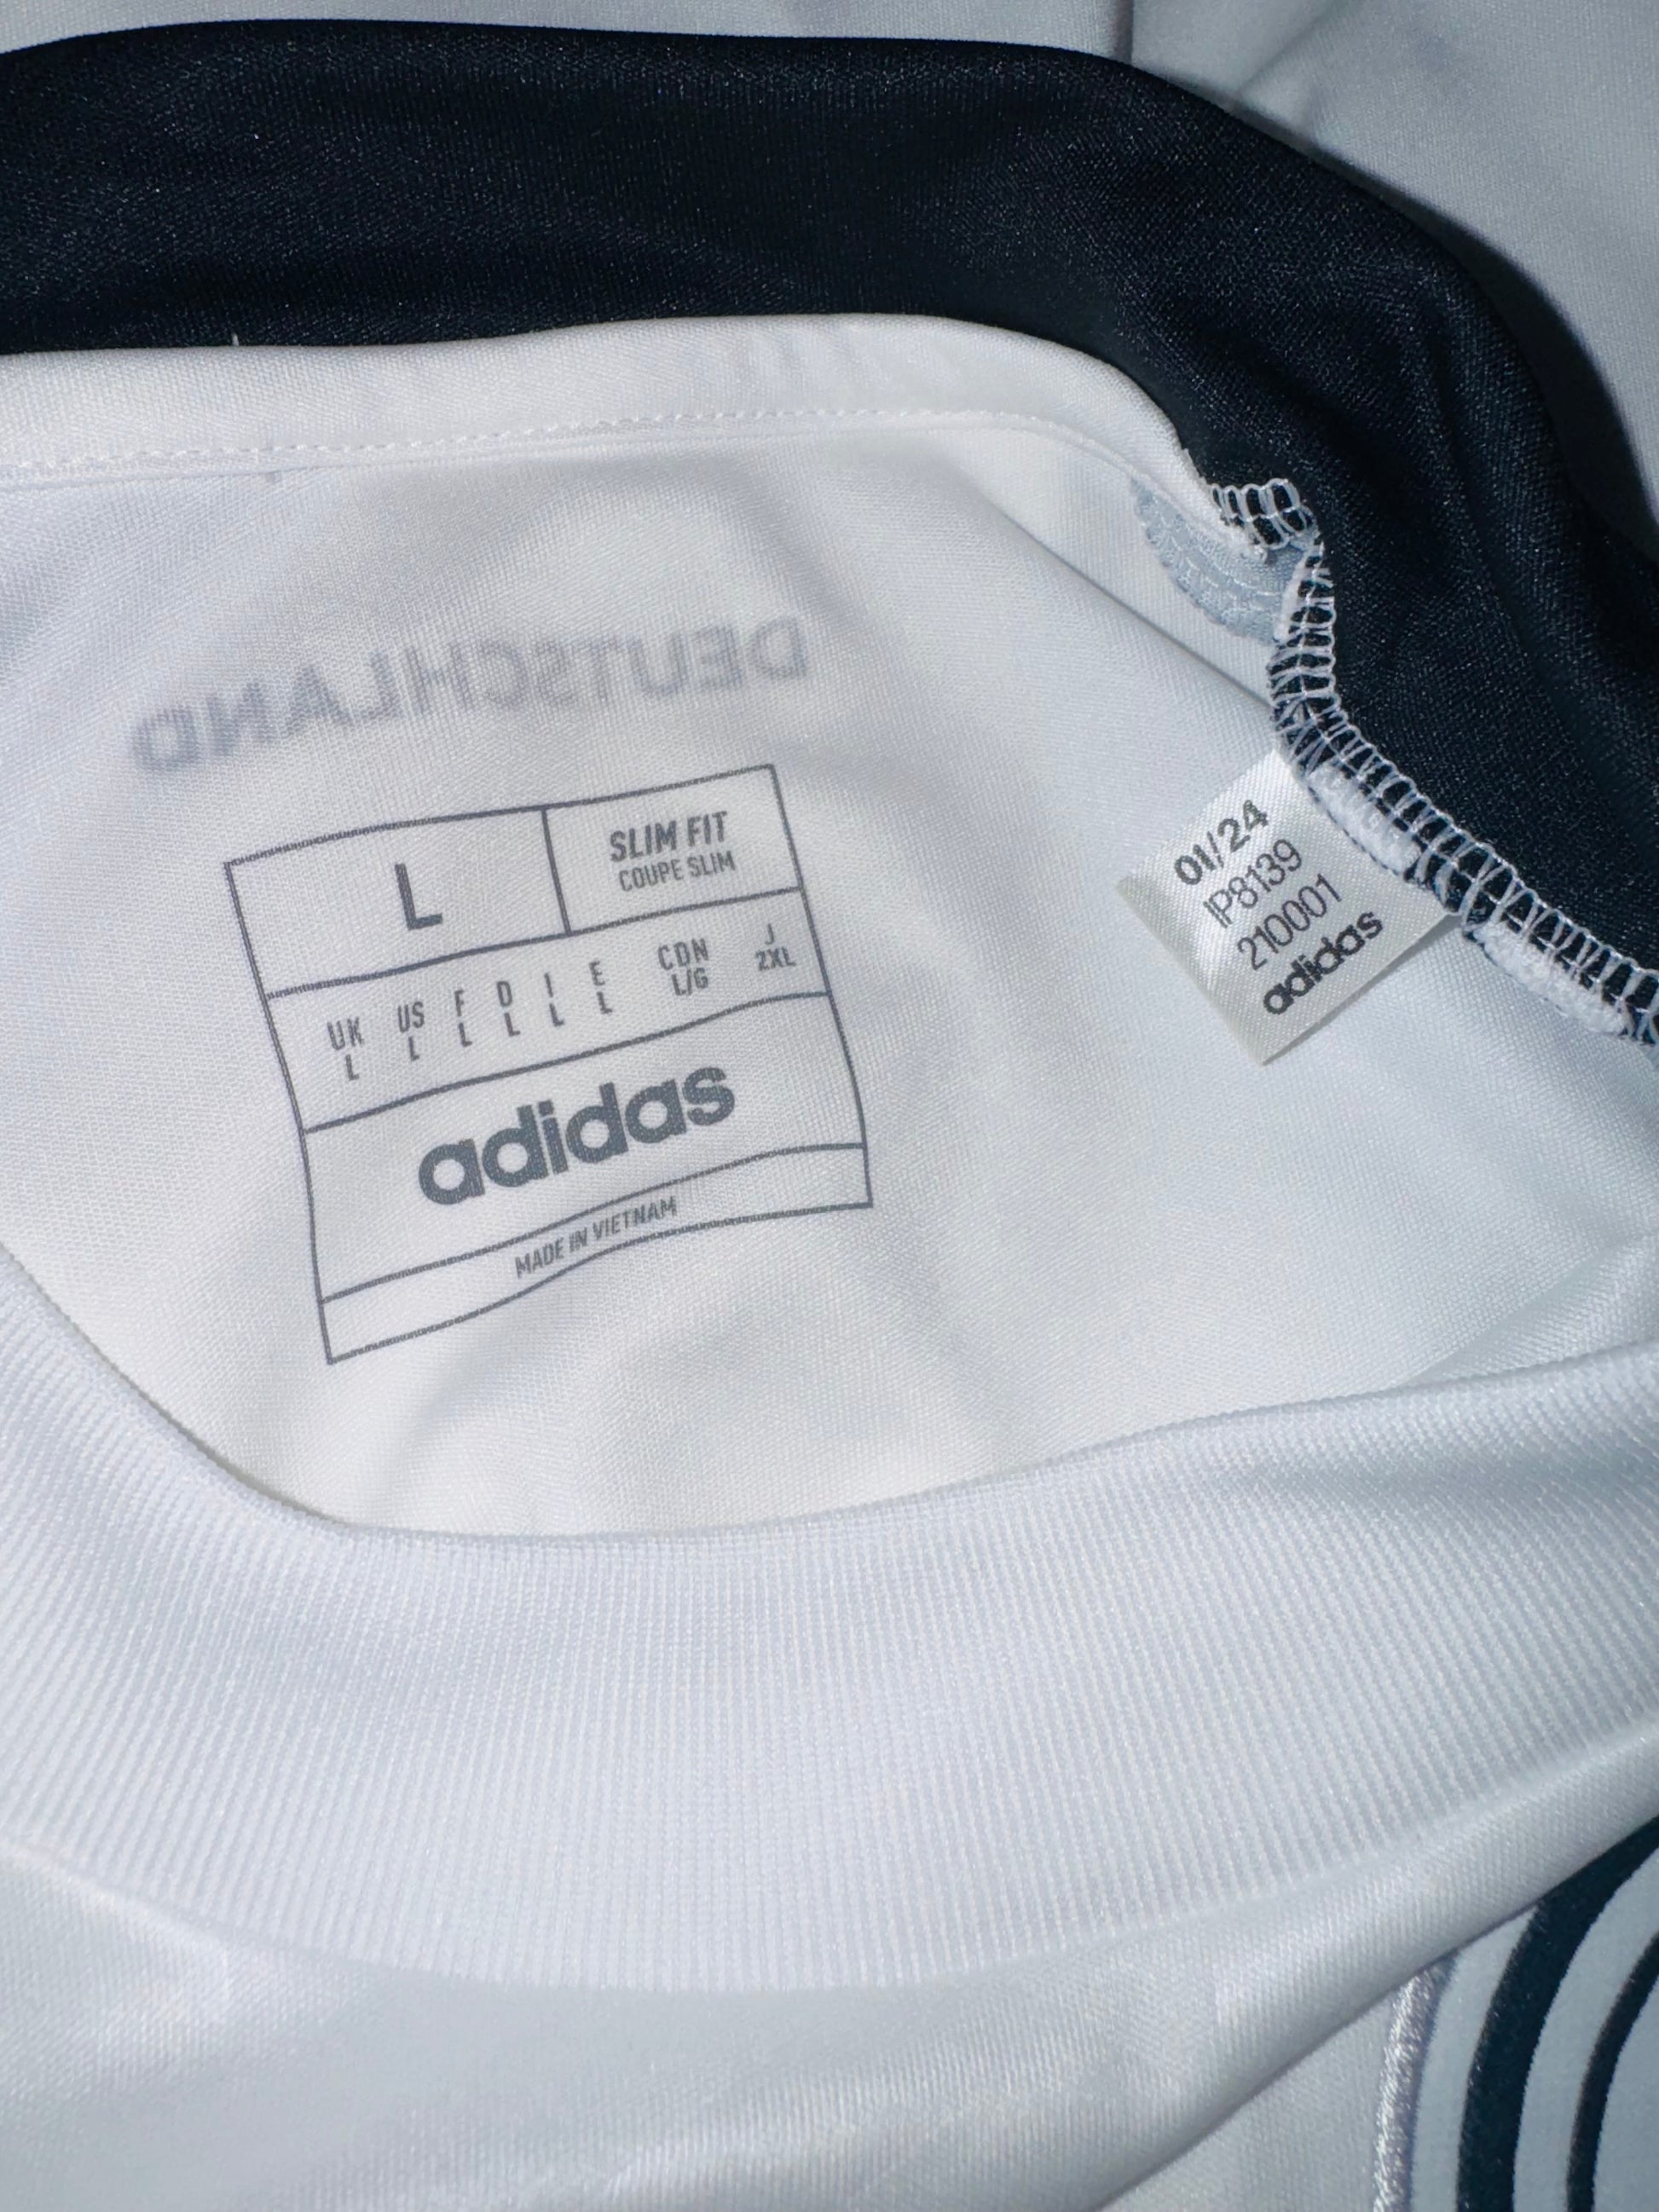 DEUTSCHLAND
L
SLIM FIT
COUPE SLIM
UK US F D I E CDN J
L L L L L L L/G 2XL
adidas
MADE IN VIETNAM
01/24
IP8139
210001
adidas